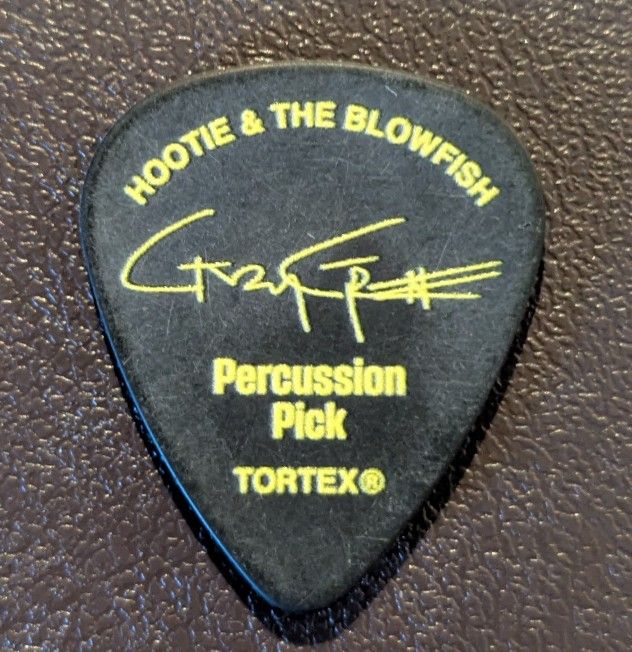 HOOTIE & THE BLOWFISH
Percussion
Pick
TORTEX®